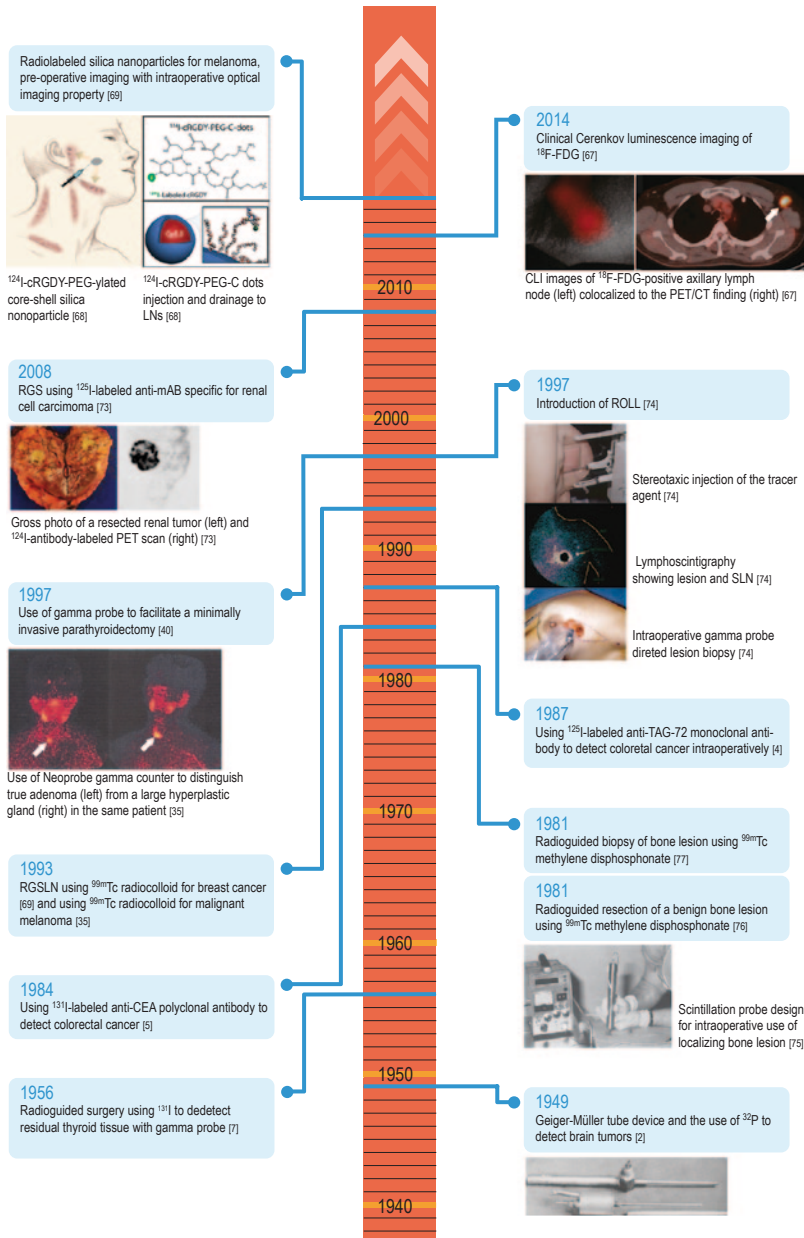 Radiolabeled silica nanoparticles for melanoma,
pre-operative imaging with intraoperative optical
imaging property [69]
¹²⁴I-cRGDY-PEG-C-dots
¹²⁴I-Labeled-cRGDY
¹²⁴I-cRGDY-PEG-ylated
core-shell silica
nonoparticle [68]
¹²⁴I-cRGDY-PEG-C dots
injection and drainage to
LNs [68]
2008
RGS using ¹²⁵I-labeled anti-mAB specific for renal
cell carcimoma [73]
Gross photo of a resected renal tumor (left) and
¹²⁴I-antibody-labeled PET scan (right) [73]
1997
Use of gamma probe to facilitate a minimally
invasive parathyroidectomy [40]
Use of Neoprobe gamma counter to distinguish
true adenoma (left) from a large hyperplastic
gland (right) in the same patient [35]
1993
RGSLN using ⁹⁹ᵐTc radiocolloid for breast cancer
[69] and using ⁹⁹ᵐTc radiocolloid for malignant
melanoma [35]
1984
Using ¹³¹I-labeled anti-CEA polyclonal antibody to
detect colorectal cancer [5]
1956
Radioguided surgery using ¹³¹I to dedetect
residual thyroid tissue with gamma probe [7]
2010
2000
1990
1980
1970
1960
1950
1940
2014
Clinical Cerenkov luminescence imaging of
¹⁸F-FDG [67]
CLI images of ¹⁸F-FDG-positive axillary lymph
node (left) colocalized to the PET/CT finding (right) [67]
1997
Introduction of ROLL [74]
Stereotaxic injection of the tracer
agent [74]
Lymphoscintigraphy
showing lesion and SLN [74]
Intraoperative gamma probe
direted lesion biopsy [74]
1987
Using ¹²⁵I-labeled anti-TAG-72 monoclonal anti-
body to detect coloretal cancer intraoperatively [4]
1981
Radioguided biopsy of bone lesion using ⁹⁹ᵐTc
methylene disphosphonate [77]
1981
Radioguided resection of a benign bone lesion
using ⁹⁹ᵐTc methylene disphosphonate [76]
Scintillation probe design
for intraoperative use of
localizing bone lesion [75]
1949
Geiger-Müller tube device and the use of ³²P to
detect brain tumors [2]